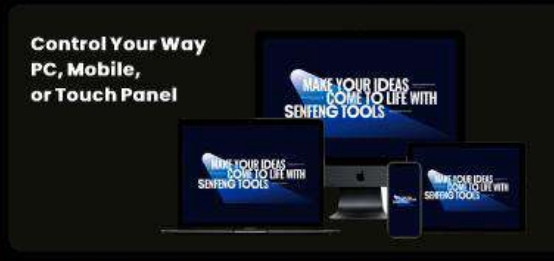 Control Your Way
PC, Mobile,
or Touch Panel
MAKE YOUR IDEAS
COME TO LIFE WITH
SENFENG TOOLS
MAKE YOUR IDEAS
COME TO LIFE WITH
SENFENG TOOLS
MAKE YOUR IDEAS
COME TO LIFE WITH
SENFENG TOOLS